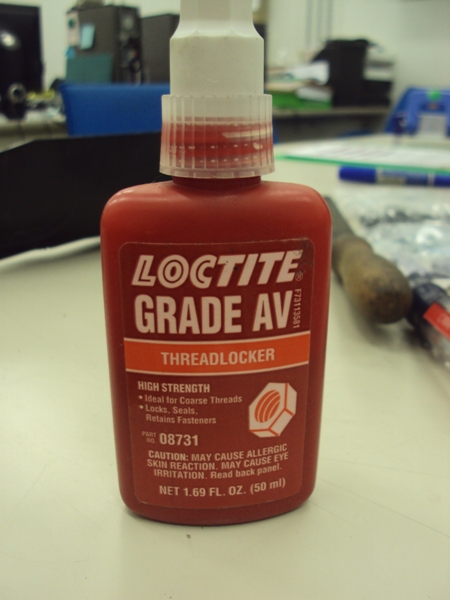 LOCTITE®
GRADE AV
F73113581
THREADLOCKER
HIGH STRENGTH
• Ideal for Coarse Threads
• Locks, Seals,
Retains Fasteners
PART
NO 08731
CAUTION: MAY CAUSE ALLERGIC
SKIN REACTION. MAY CAUSE EYE
IRRITATION. Read back panel.
NET 1.69 FL. OZ. (50 ml)